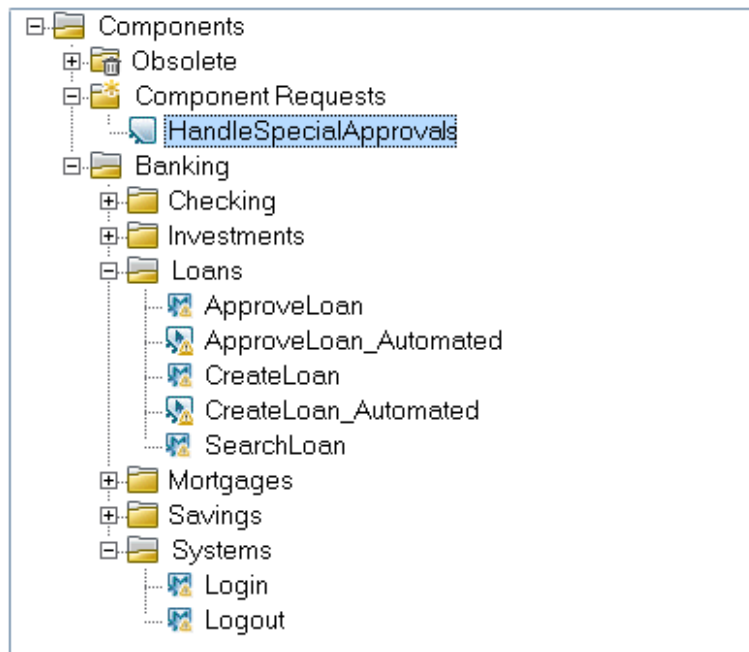 Components
Obsolete
Component Requests
HandleSpecialApprovals
Banking
Checking
Investments
Loans
ApproveLoan
ApproveLoan_Automated
CreateLoan
CreateLoan_Automated
SearchLoan
Mortgages
Savings
Systems
Login
Logout